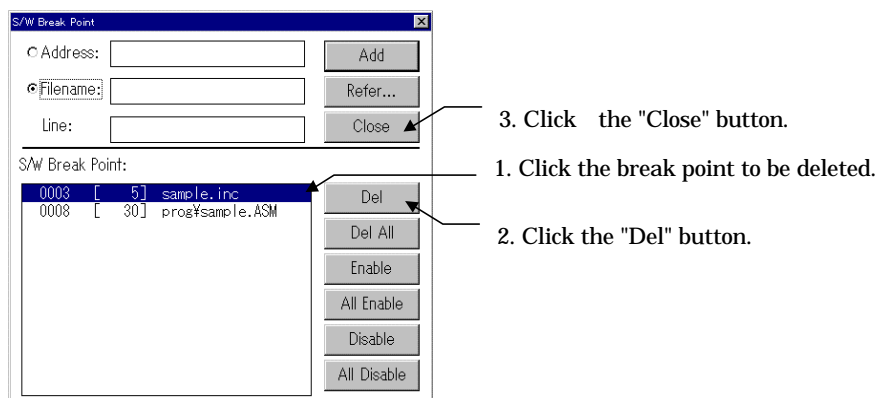 S/W Break Point
Address:
Add
Filename:
Refer...
Line:
Close
3. Click the "Close" button.
S/W Break Point:
1. Click the break point to be deleted.
0003 [ 5] sample.inc
Del
0008 [ 30] prog¥sample.ASM
Del All
2. Click the "Del" button.
Enable
All Enable
Disable
All Disable